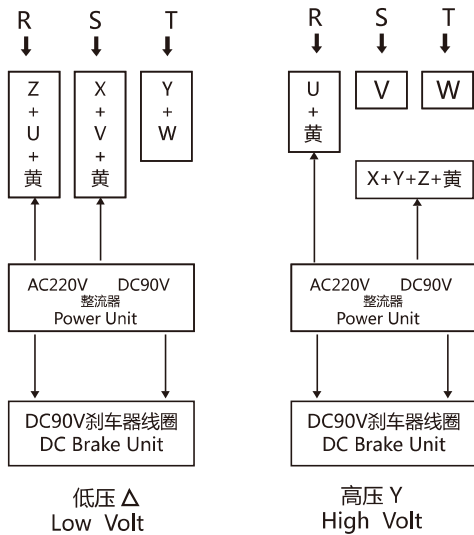 R S T
Z
+
U
+
黄
X
+
V
+
黄
Y
+
W
AC220V DC90V
整流器
Power Unit
DC90V刹车器线圈
DC Brake Unit
低压 Δ
Low Volt
R S T
U
+
黄
V
W
X+Y+Z+黄
AC220V DC90V
整流器
Power Unit
DC90V刹车器线圈
DC Brake Unit
高压 Y
High Volt